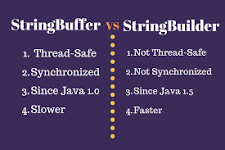 StringBuffer vs StringBuilder
1. Thread-Safe
2. Synchronized
3. Since Java 1.0
4. Slower
1. Not Thread-Safe
2. Not Synchronized
3. Since Java 1.5
4. Faster